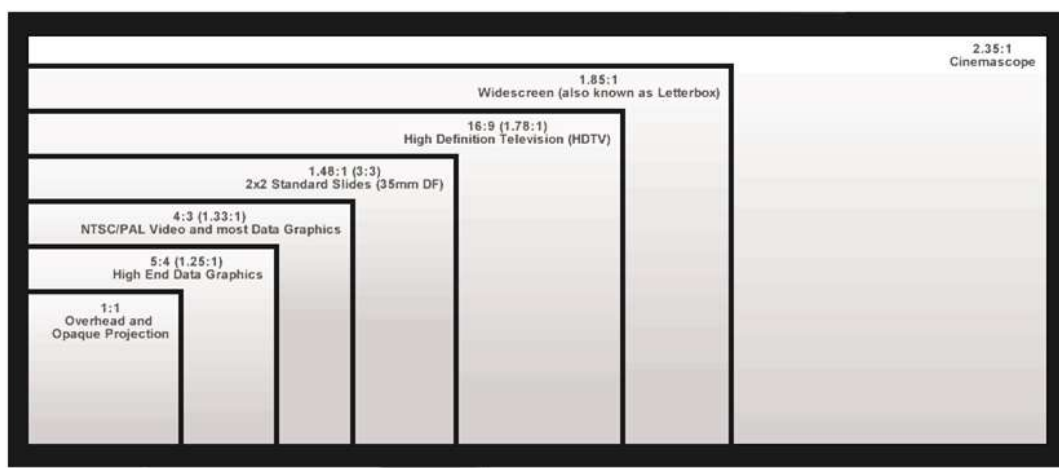 2.35:1
Cinemascope
1.85:1
Widescreen (also known as Letterbox)
16:9 (1.78:1)
High Definition Television (HDTV)
1.48:1 (3:3)
2x2 Standard Slides (35mm DF)
4:3 (1.33:1)
NTSC/PAL Video and most Data Graphics
5:4 (1.25:1)
High End Data Graphics
1:1
Overhead and
Opaque Projection